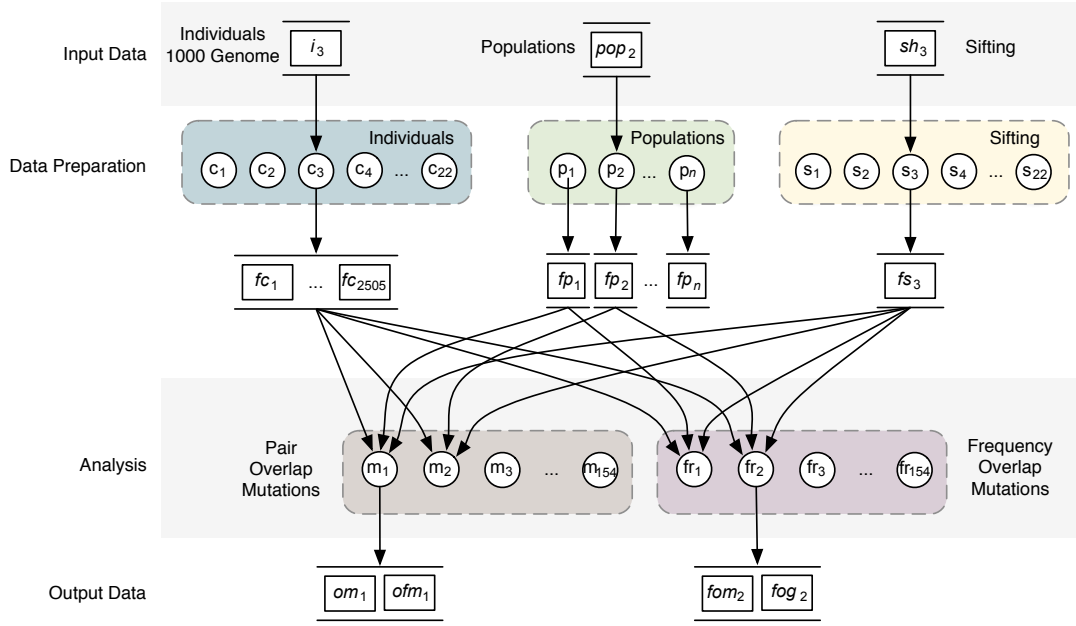 Input Data
Individuals
1000 Genome
i3
Populations
pop2
sh3
Sifting
Data Preparation
Individuals
c1 c2 c3 c4 ... c22
Populations
p1 p2 ... pn
Sifting
s1 s2 s3 s4 ... s22
fc1 ... fc2505
fp1 fp2 ... fpn
fs3
Analysis
Pair
Overlap
Mutations
m1 m2 m3 ... m154
fr1 fr2 fr3 ... fr154
Frequency
Overlap
Mutations
Output Data
om1 ofm1
fom2 fog2